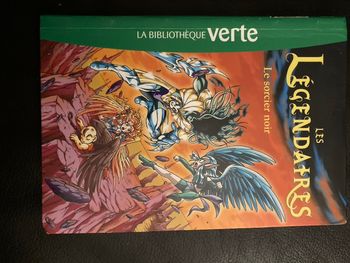 LA BIBLIOTHÈQUE verte
LES
LÉGENDAIRES
Le sorcier noir